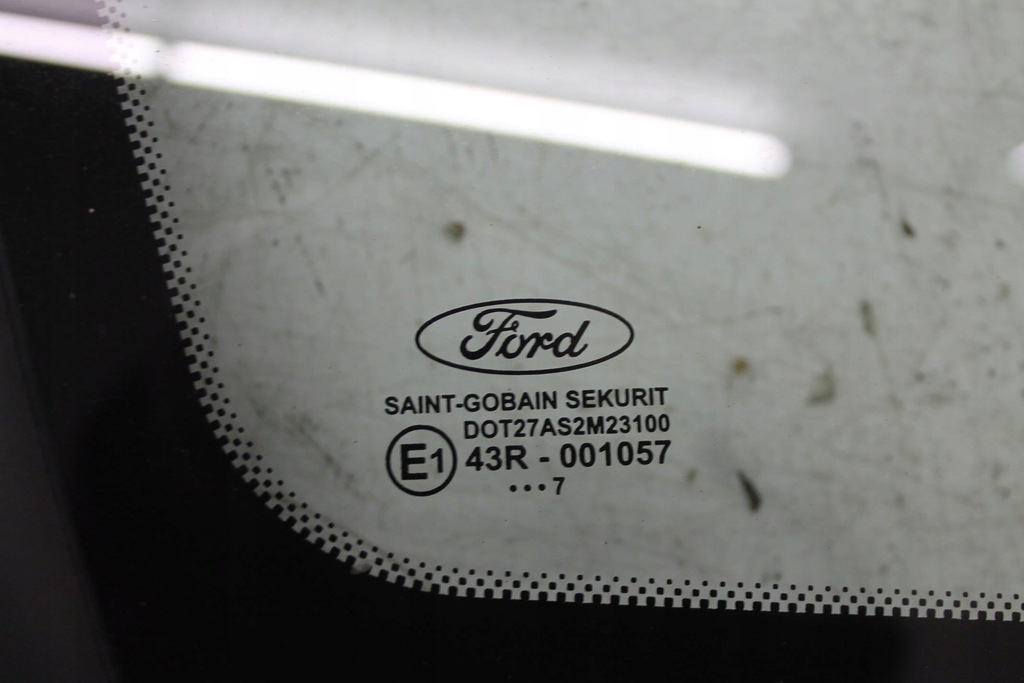 Ford
SAINT-GOBAIN SEKURIT
DOT27AS2M23100
E1 43R - 001057
•••7